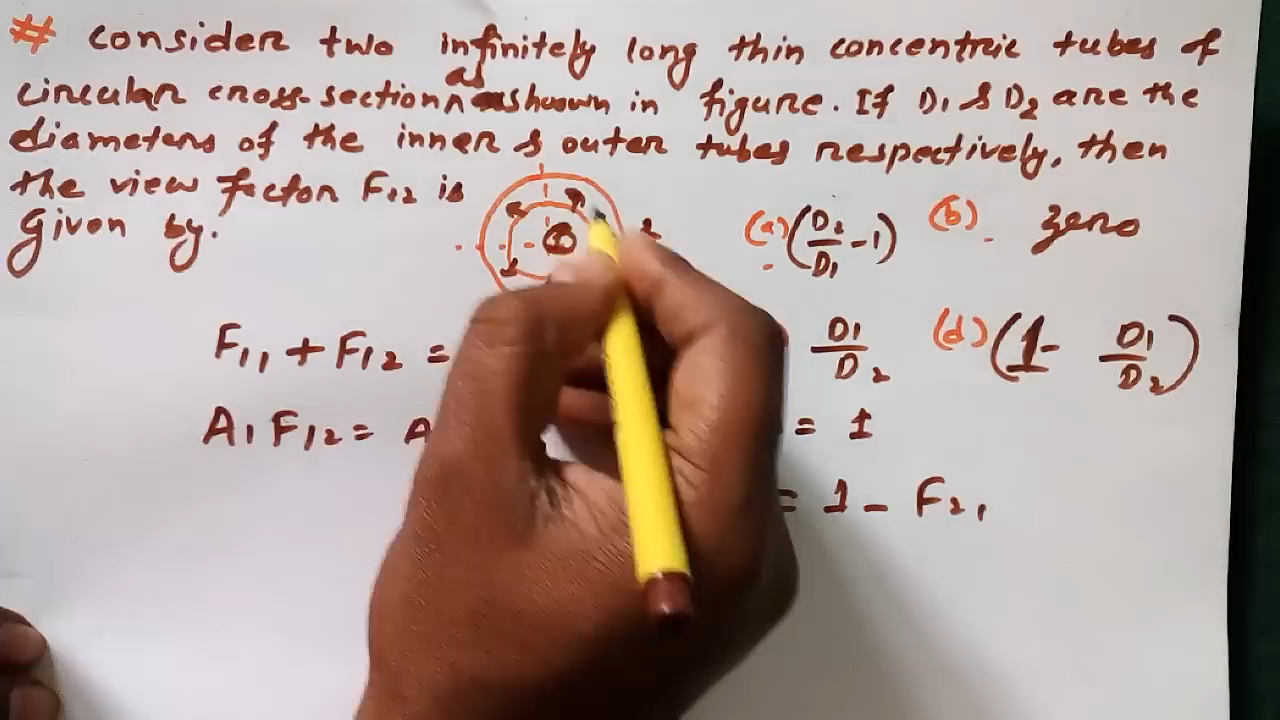 # consider two infinitely long thin concentric tubes of
as
circular cross-section ʌ shown in figure. If D₁ & D₂ are the
diameters of the inner & outer tubes respectively, then
the view factor F₁₂ is
given by:
1
2
(a) (D₂/D₁ - 1) (b) zero
D₁/D₂ (d) (1 - D₁/D₂)
F₁₁ + F₁₂ =
A₁ F₁₂ = A
= 1
= 1 - F₂₁